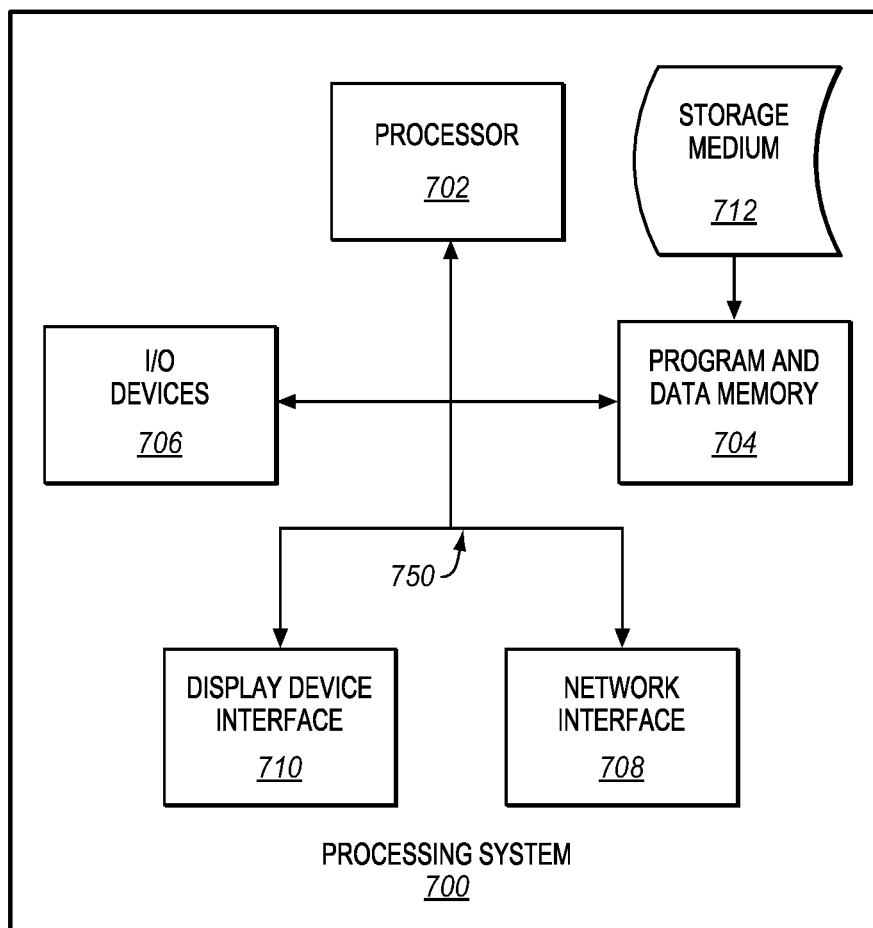 PROCESSOR
702
STORAGE
MEDIUM
712
I/O
DEVICES
706
PROGRAM AND
DATA MEMORY
704
750
DISPLAY DEVICE
INTERFACE
710
NETWORK
INTERFACE
708
PROCESSING SYSTEM
700